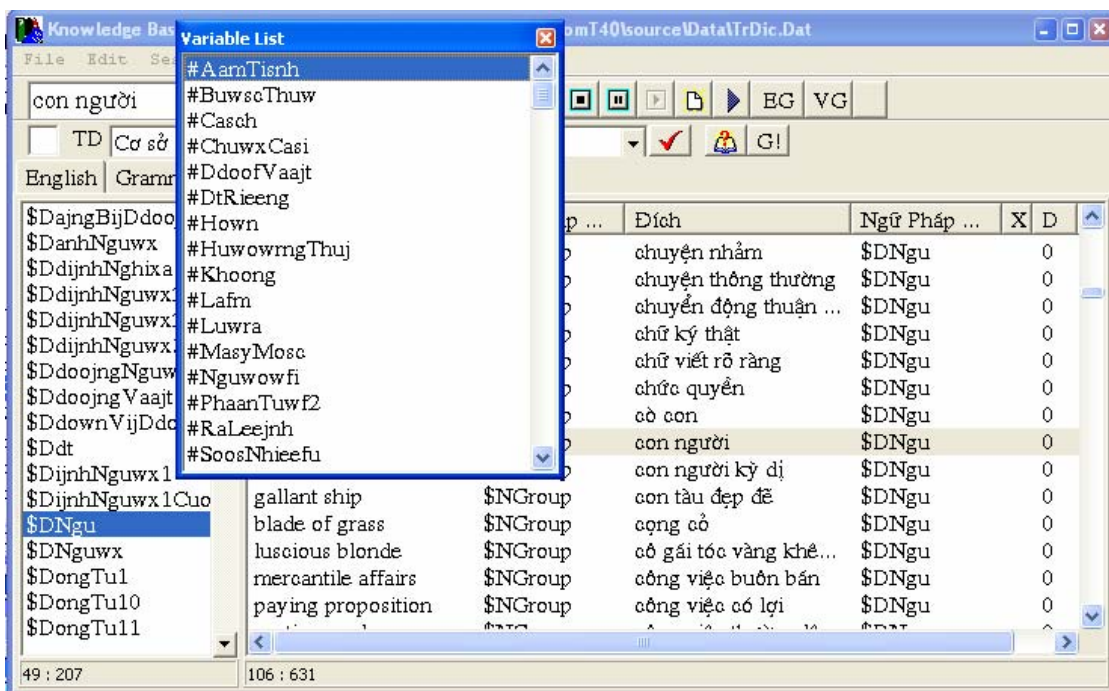 Knowledge Bas
omT40\source\Data\TrDic.Dat
Variable List
File Edit Ses
con người
EG VG
TD Cơ sở
G!
English Gramm
#AamTisnh
#BuwscThuw
#Casch
#ChuwxCasi
#DdoofVaajt
#DtRieeng
#Hown
#HuwowrngThuj
#Khoong
#Lafm
#Luwra
#MasyMosc
#Nguwowfi
#PhaanTuwf2
#RaLeejnh
#SoosNhieefu
$DajngBijDdoo
$DanhNguwx
$DdijnhNghixa
$DdijnhNguwx1
$DdijnhNguwx1
$DdijnhNguwx
$DdoojngNguw
$DdoojngVaajt
$DdownVijDdo
$Ddt
$DijnhNguwx1
$DijnhNguwx1Cuo
$DNgu
$DNguwx
$DongTu1
$DongTu10
$DongTu11
p ... Đích Ngữ Pháp ... X D
p chuyện nhảm $DNgu 0
p chuyện thông thường $DNgu 0
p chuyển động thuận ... $DNgu 0
p chữ ký thật $DNgu 0
p chữ viết rõ ràng $DNgu 0
p chức quyền $DNgu 0
p cò con $DNgu 0
p con người $DNgu 0
p con người kỳ dị $DNgu 0
gallant ship $NGroup con tàu đẹp đẽ $DNgu 0
blade of grass $NGroup cọng cỏ $DNgu 0
luscious blonde $NGroup cô gái tóc vàng khê... $DNgu 0
mercantile affairs $NGroup công việc buôn bán $DNgu 0
paying proposition $NGroup công việc có lợi $DNgu 0
49 : 207 106 : 631